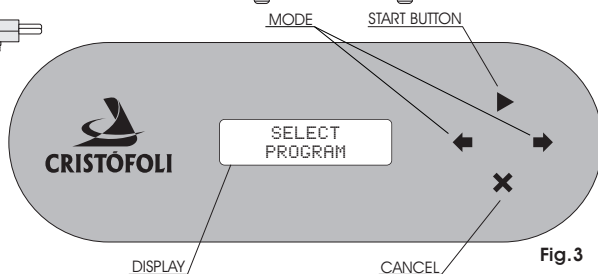 MODE START BUTTON
SELECT
PROGRAM
CRISTÓFOLI
DISPLAY
CANCEL
Fig.3